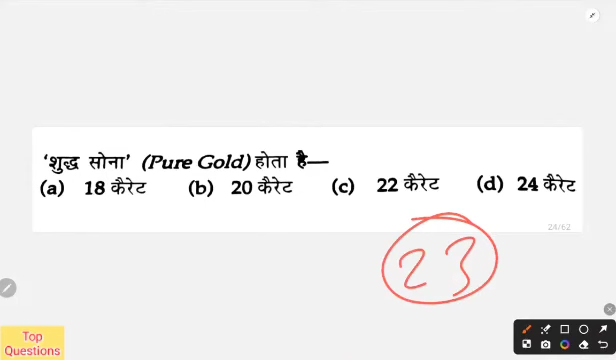 'शुद्ध सोना' (Pure Gold) होता है—
(a) 18 कैरेट (b) 20 कैरेट (c) 22 कैरेट (d) 24 कैरेट
24/62
23
Top
Questions